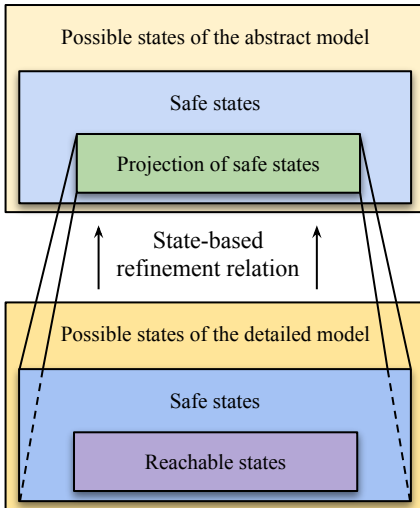 Possible states of the abstract model
Safe states
Projection of safe states
State-based
refinement relation
Possible states of the detailed model
Safe states
Reachable states